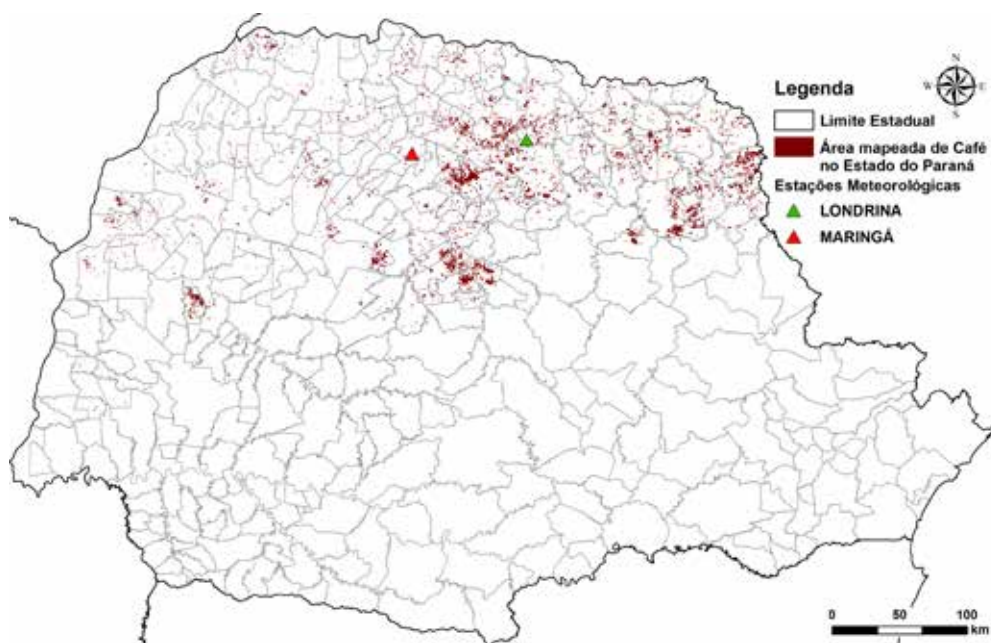 N
W
E
S
Legenda
Limite Estadual
Área mapeada de Café
no Estado do Paraná
Estações Meteorológicas
LONDRINA
MARINGÁ
0 50 100
km